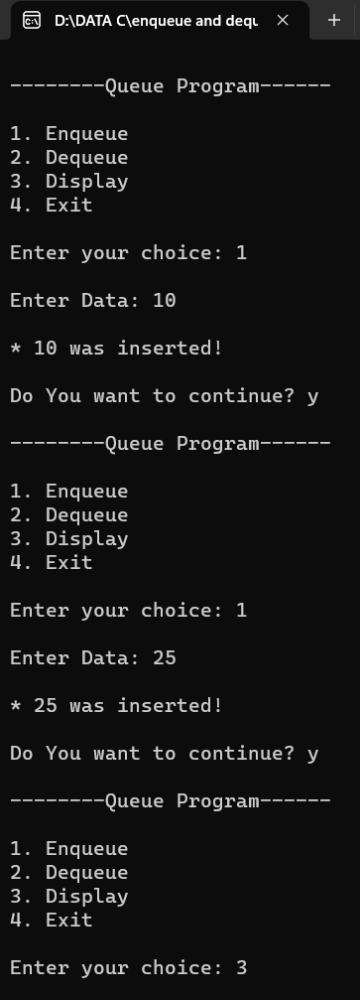 D:\DATA C\enqueue and deq
--------Queue Program------
1. Enqueue
2. Dequeue
3. Display
4. Exit
Enter your choice: 1
Enter Data: 10
* 10 was inserted!
Do You want to continue? y
--------Queue Program------
1. Enqueue
2. Dequeue
3. Display
4. Exit
Enter your choice: 1
Enter Data: 25
* 25 was inserted!
Do You want to continue? y
--------Queue Program------
1. Enqueue
2. Dequeue
3. Display
4. Exit
Enter your choice: 3